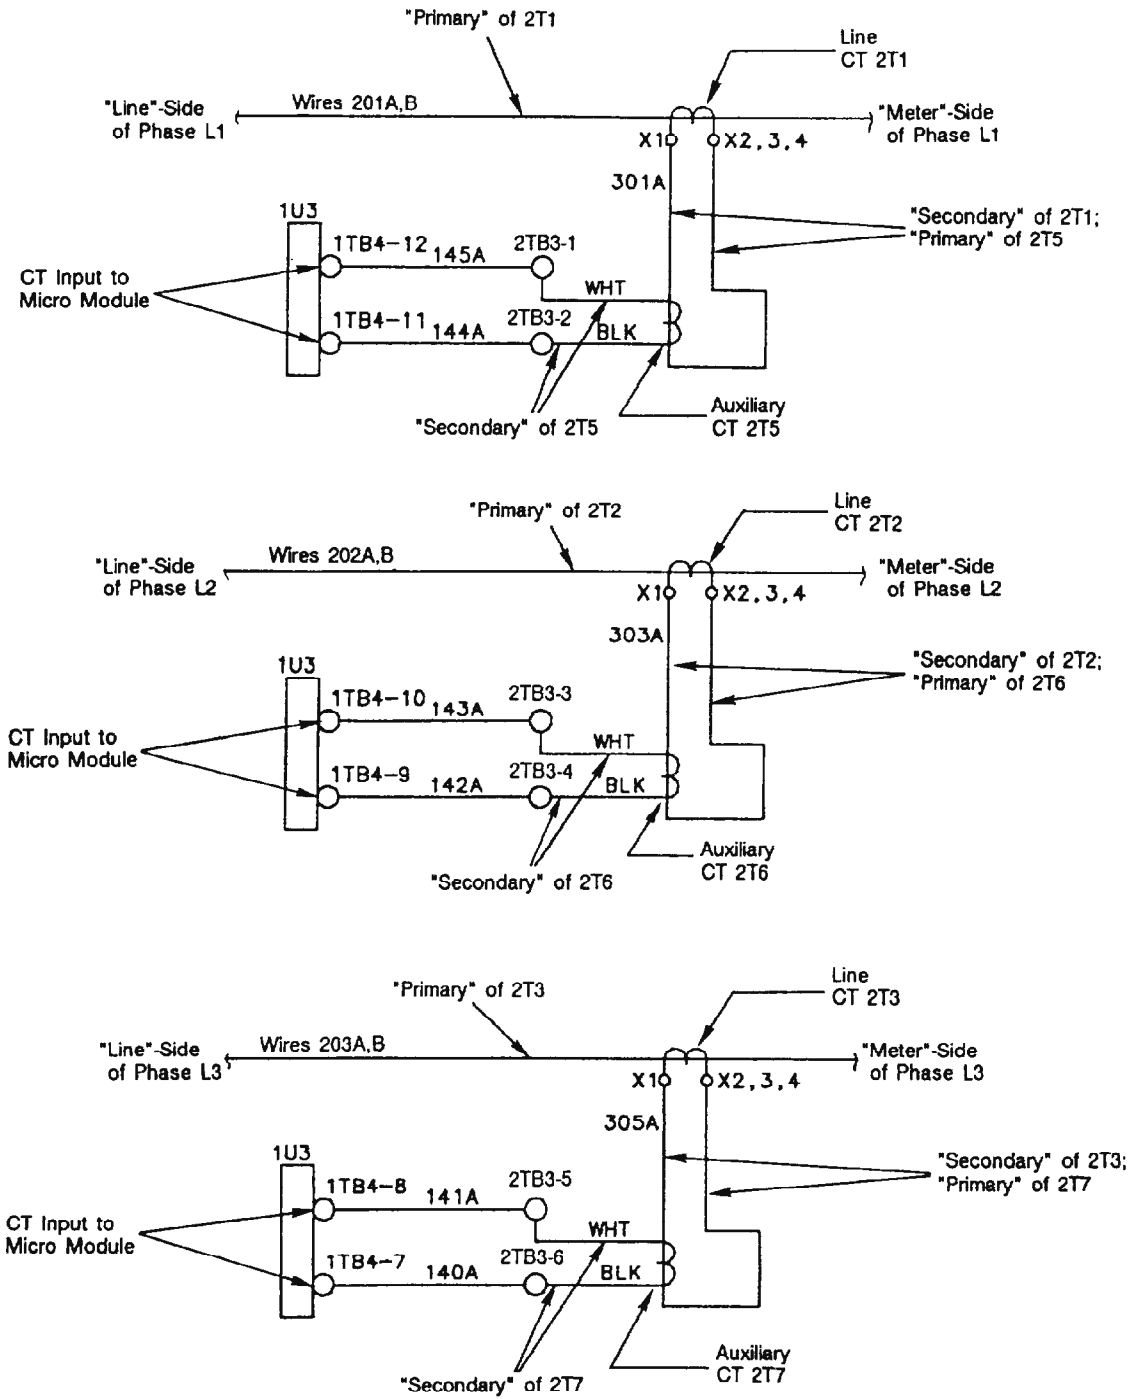 "Primary" of 2T1
Line
CT 2T1
"Line"-Side
of Phase L1
Wires 201A,B
"Meter"-Side
of Phase L1
X1
X2,3,4
301A
"Secondary" of 2T1;
"Primary" of 2T5
1U3
1TB4-12
145A
2TB3-1
CT Input to
Micro Module
WHT
1TB4-11
144A
2TB3-2
BLK
"Secondary" of 2T5
Auxiliary
CT 2T5
"Primary" of 2T2
Line
CT 2T2
"Line"-Side
of Phase L2
Wires 202A,B
"Meter"-Side
of Phase L2
X1
X2,3,4
303A
"Secondary" of 2T2;
"Primary" of 2T6
1U3
1TB4-10
143A
2TB3-3
CT Input to
Micro Module
WHT
1TB4-9
142A
2TB3-4
BLK
"Secondary" of 2T6
Auxiliary
CT 2T6
"Primary" of 2T3
Line
CT 2T3
"Line"-Side
of Phase L3
Wires 203A,B
"Meter"-Side
of Phase L3
X1
X2,3,4
305A
"Secondary" of 2T3;
"Primary" of 2T7
1U3
1TB4-8
141A
2TB3-5
CT Input to
Micro Module
WHT
1TB4-7
140A
2TB3-6
BLK
"Secondary" of 2T7
Auxiliary
CT 2T7